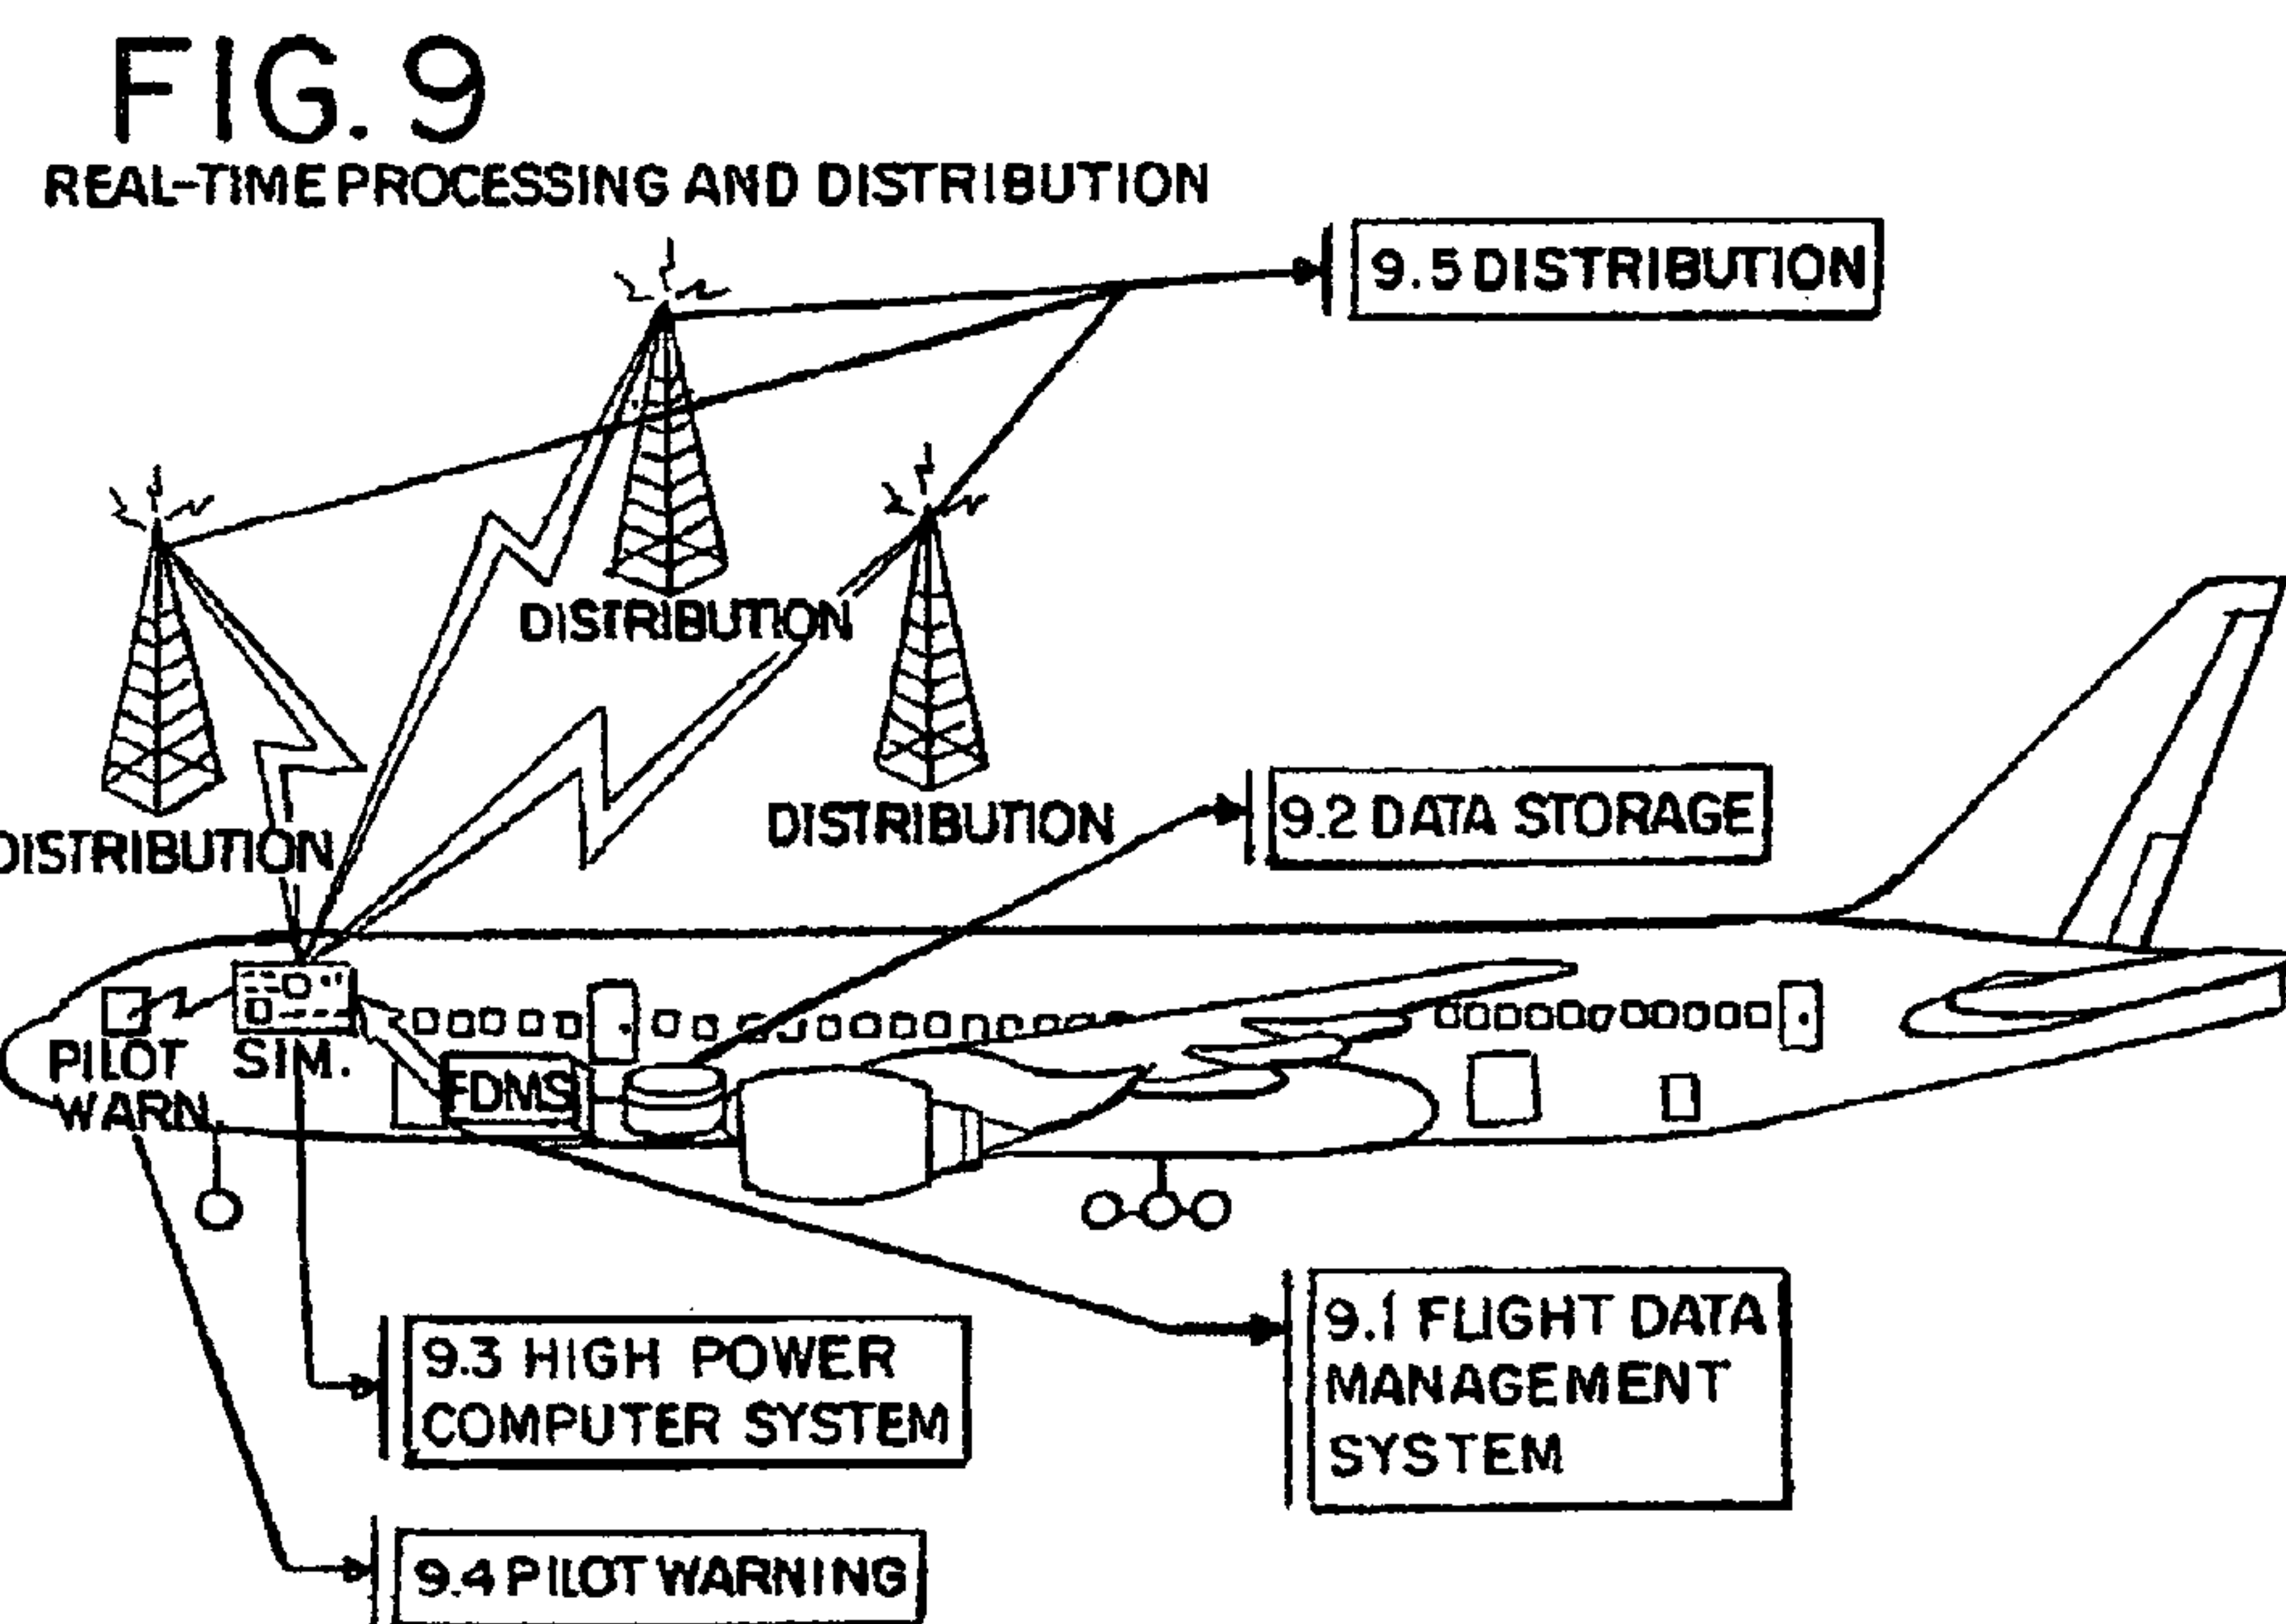 FIG. 9
REAL-TIME PROCESSING AND DISTRIBUTION
9.5 DISTRIBUTION
DISTRIBUTION
DISTRIBUTION
9.2 DATA STORAGE
DISTRIBUTION
PILOT
WARN
SIM.
FDMS
9.1 FLIGHT DATA
MANAGEMENT
SYSTEM
9.3 HIGH POWER
COMPUTER SYSTEM
9.4 PILOT WARNING